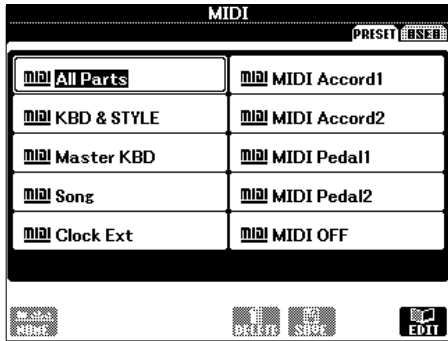 MIDI
PRESET USER
MIDI All Parts
MIDI MIDI Accord1
MIDI KBD & STYLE
MIDI MIDI Accord2
MIDI Master KBD
MIDI MIDI Pedal1
MIDI Song
MIDI MIDI Pedal2
MIDI Clock Ext
MIDI MIDI OFF
NAME DELETE SAVE EDIT